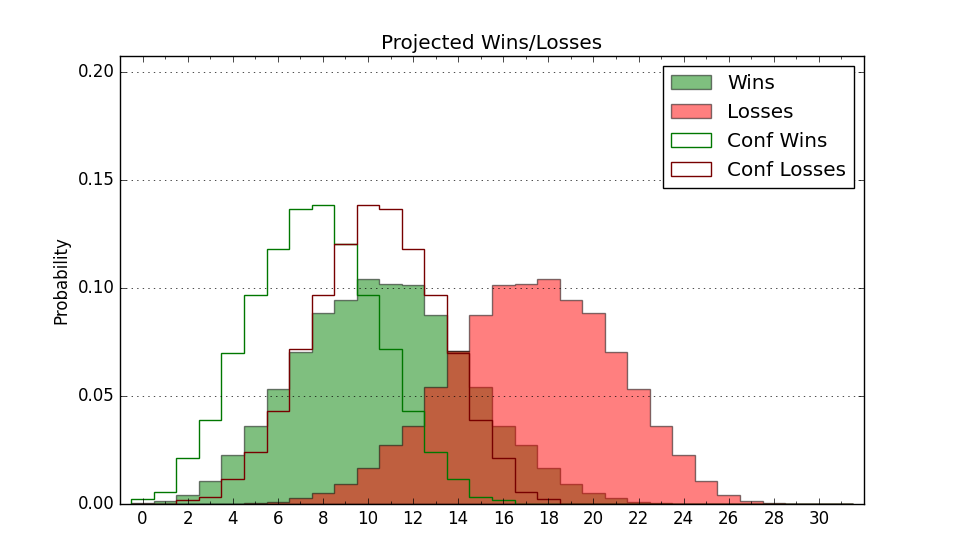 Projected Wins/Losses
0.20
0.15
0.10
0.05
0.00
Probability
Wins
Losses
Conf Wins
Conf Losses
0 2 4 6 8 10 12 14 16 18 20 22 24 26 28 30